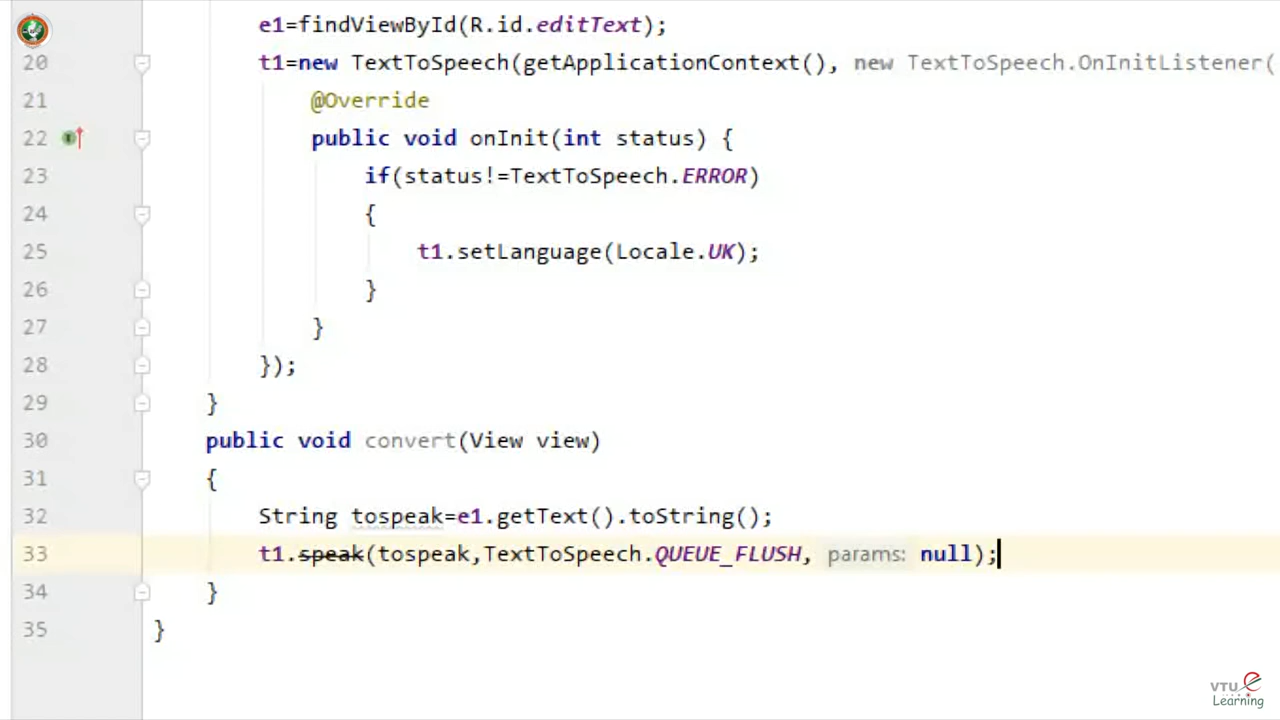 e1=findViewById(R.id.editText);
20 t1=new TextToSpeech(getApplicationContext(), new TextToSpeech.OnInitListener(
21 @Override
22 public void onInit(int status) {
23 if(status!=TextToSpeech.ERROR)
24 {
25 t1.setLanguage(Locale.UK);
26 }
27 }
28 });
29 }
30 public void convert(View view)
31 {
32 String tospeak=e1.getText().toString();
33 t1.speak(tospeak,TextToSpeech.QUEUE_FLUSH, params: null);
34 }
35 }
VTU e
Learning